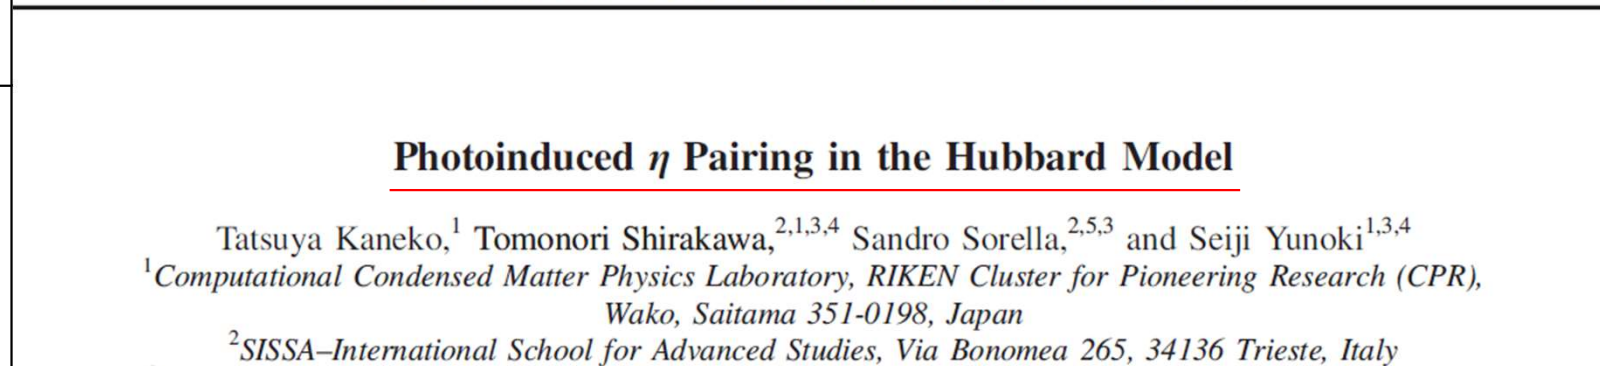 Photoinduced η Pairing in the Hubbard Model
Tatsuya Kaneko,¹ Tomonori Shirakawa,²,¹,³,⁴ Sandro Sorella,²,⁵,³ and Seiji Yunoki¹,³,⁴
¹Computational Condensed Matter Physics Laboratory, RIKEN Cluster for Pioneering Research (CPR),
Wako, Saitama 351-0198, Japan
²SISSA–International School for Advanced Studies, Via Bonomea 265, 34136 Trieste, Italy